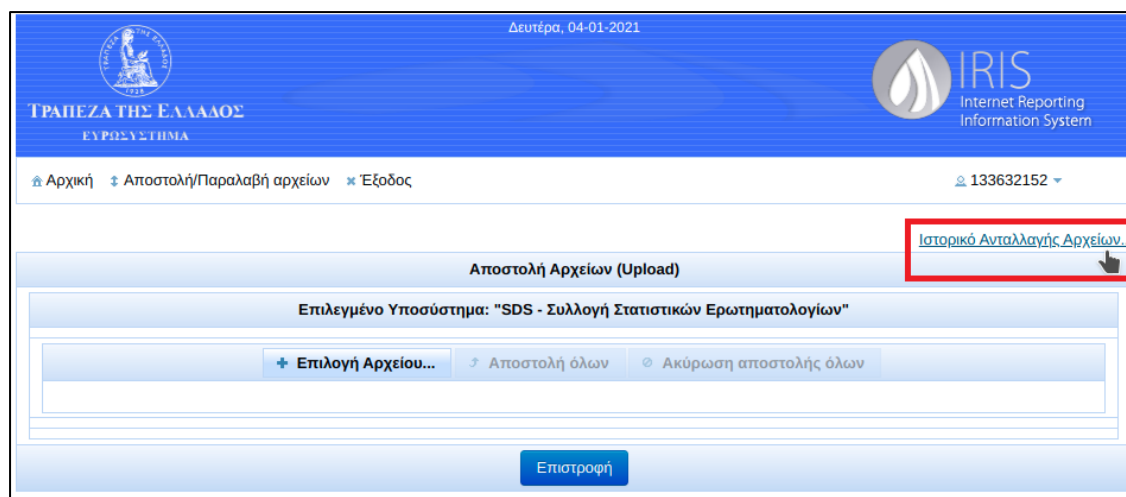 Δευτέρα, 04-01-2021
ΤΡΑΠΕΖΑ ΤΗΣ ΕΛΛΑΔΟΣ
ΕΥΡΩΣΥΣΤΗΜΑ
1928
IRIS
Internet Reporting
Information System
Αρχική Αποστολή/Παραλαβή αρχείων Έξοδος 133632152
Ιστορικό Ανταλλαγής Αρχείων..
Αποστολή Αρχείων (Upload)
Επιλεγμένο Υποσύστημα: "SDS - Συλλογή Στατιστικών Ερωτηματολογίων"
Επιλογή Αρχείου... Αποστολή όλων Ακύρωση αποστολής όλων
Επιστροφή